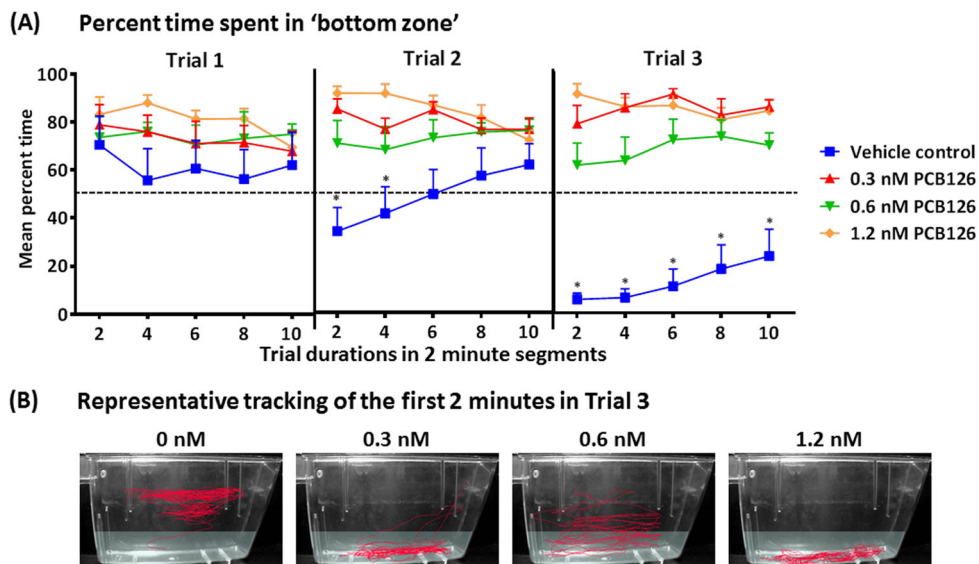 (A) Percent time spent in ‘bottom zone’
Trial 1 Trial 2 Trial 3
100
80
60
40
20
0
Mean percent time
* * * * * * *
2 4 6 8 10 2 4 6 8 10 2 4 6 8 10
Trial durations in 2 minute segments
Vehicle control
0.3 nM PCB126
0.6 nM PCB126
1.2 nM PCB126
(B) Representative tracking of the first 2 minutes in Trial 3
0 nM 0.3 nM 0.6 nM 1.2 nM